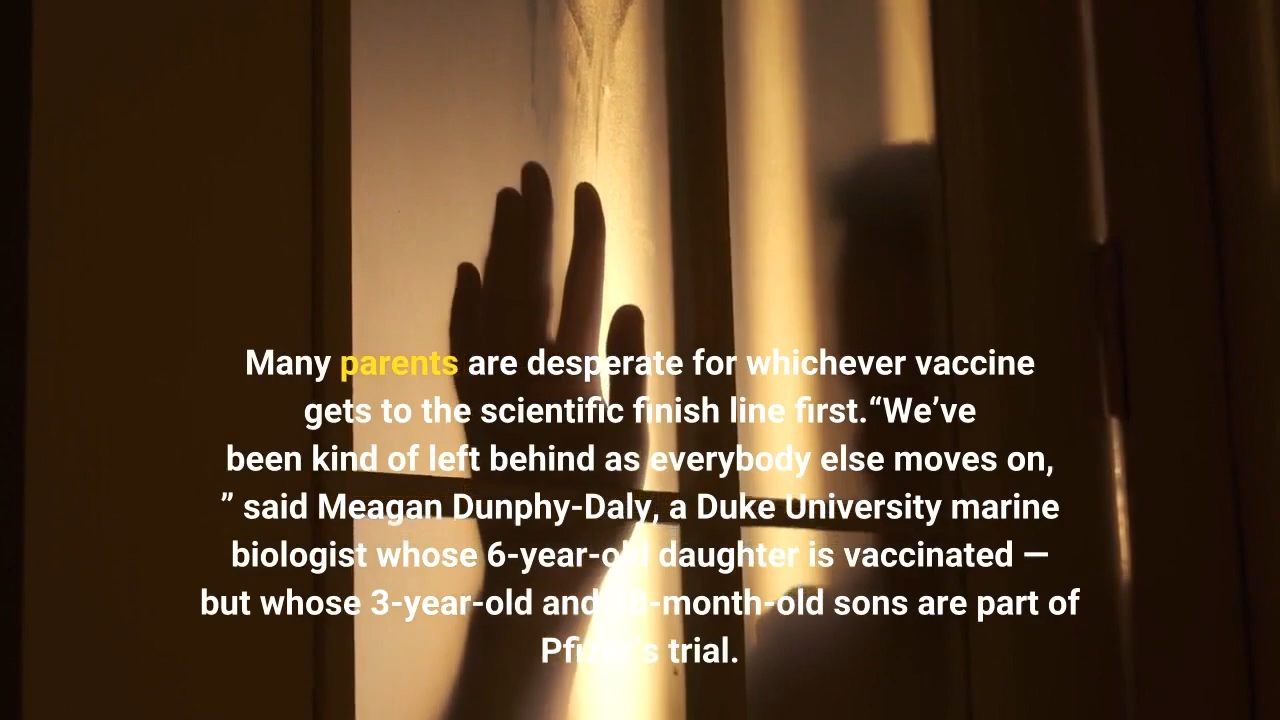 Many parents are desperate for whichever vaccine
gets to the scientific finish line first.“We’ve
been kind of left behind as everybody else moves on,
” said Meagan Dunphy-Daly, a Duke University marine
biologist whose 6-year-old daughter is vaccinated —
but whose 3-year-old and -month-old sons are part of
Pfizer’s trial.